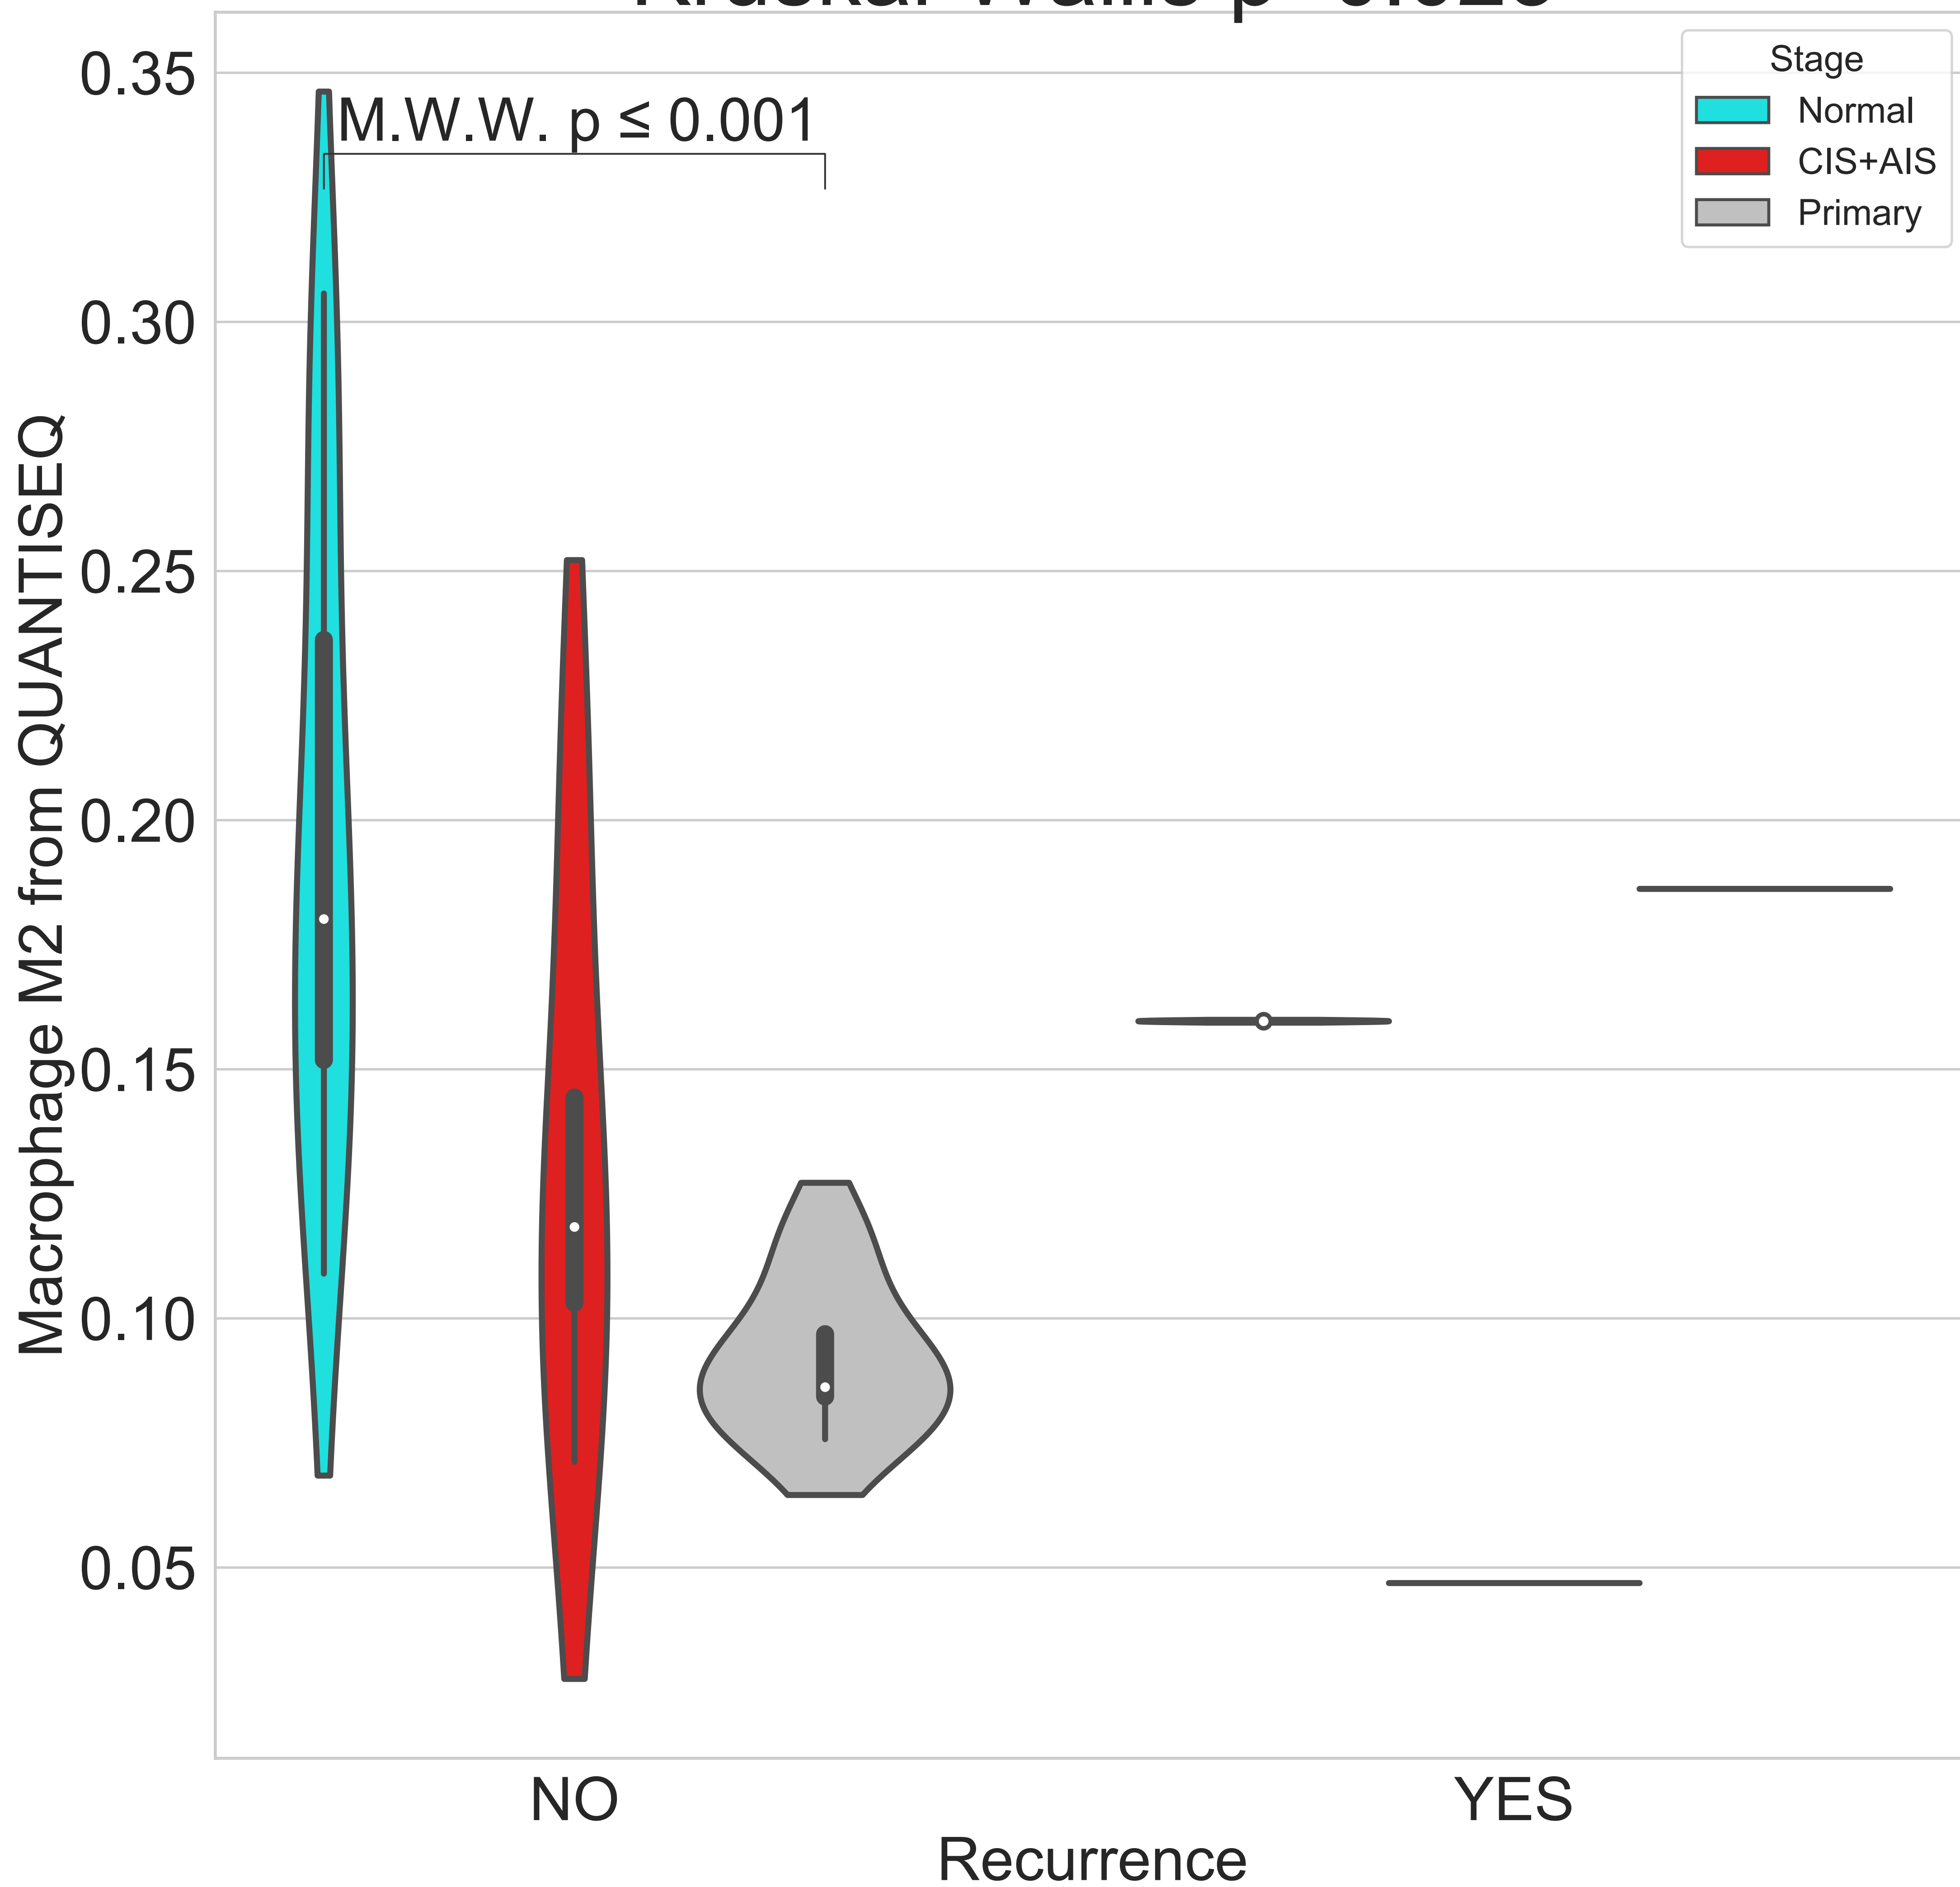 0.35
0.30
0.25
0.20
0.15
0.10
0.05
Macrophage M2 from QUANTISEQ
M.W.W. p ≤ 0.001
Stage
Normal
CIS+AIS
Primary
NO
YES
Recurrence